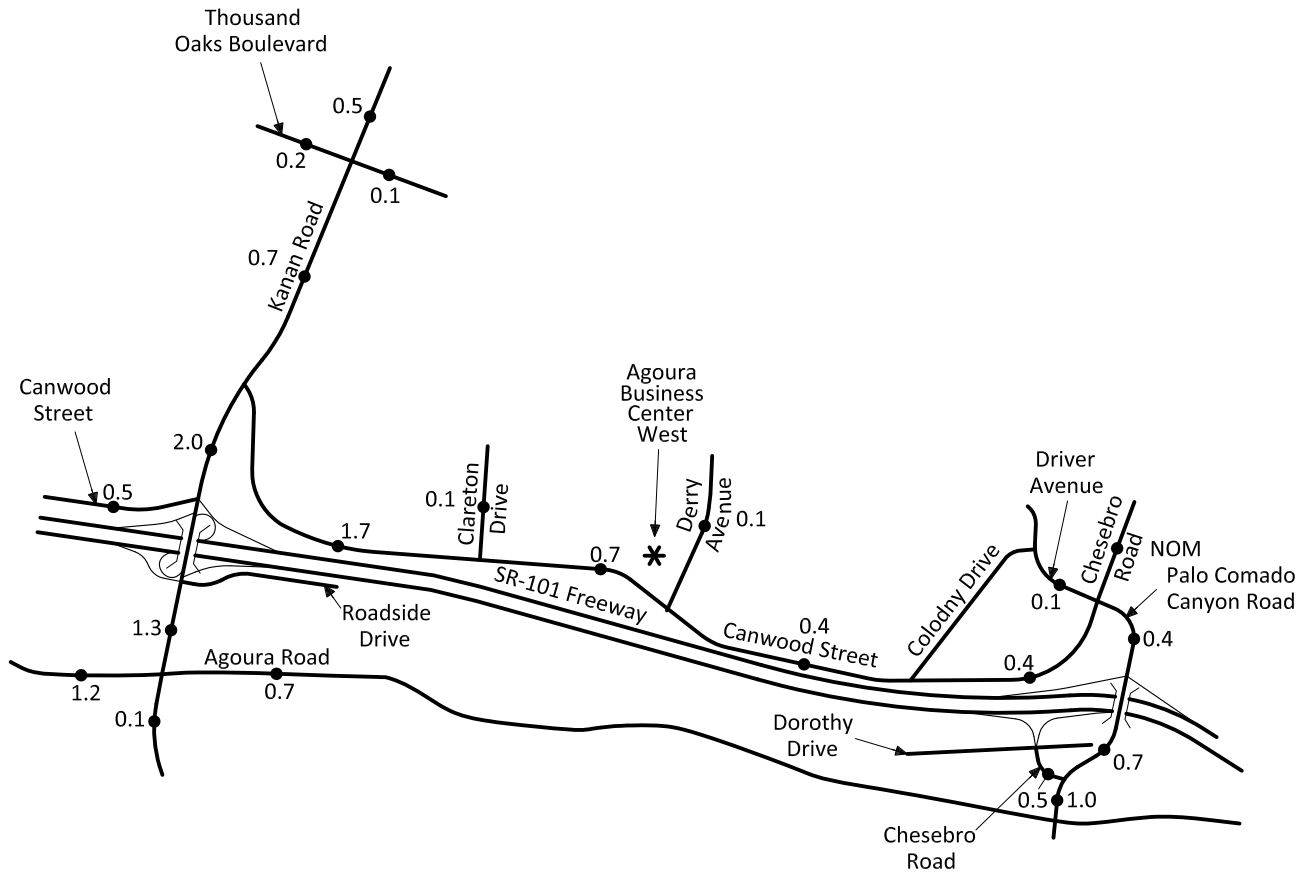 Thousand
Oaks Boulevard
0.5
0.2
0.1
Kanan Road
0.7
Canwood
Street
2.0
0.5
Agoura
Business
Center
West
Clareton
Drive
0.1
Derry
Avenue
0.1
1.7
0.7
SR-101 Freeway
Driver
Avenue
Chesebro
Road
NOM
Palo Comado
Canyon Road
0.1
Colodny Drive
0.4
Roadside
Drive
1.3
Agoura Road
1.2
0.7
0.1
0.4
Canwood Street
0.4
Dorothy
Drive
0.7
0.5
1.0
Chesebro
Road